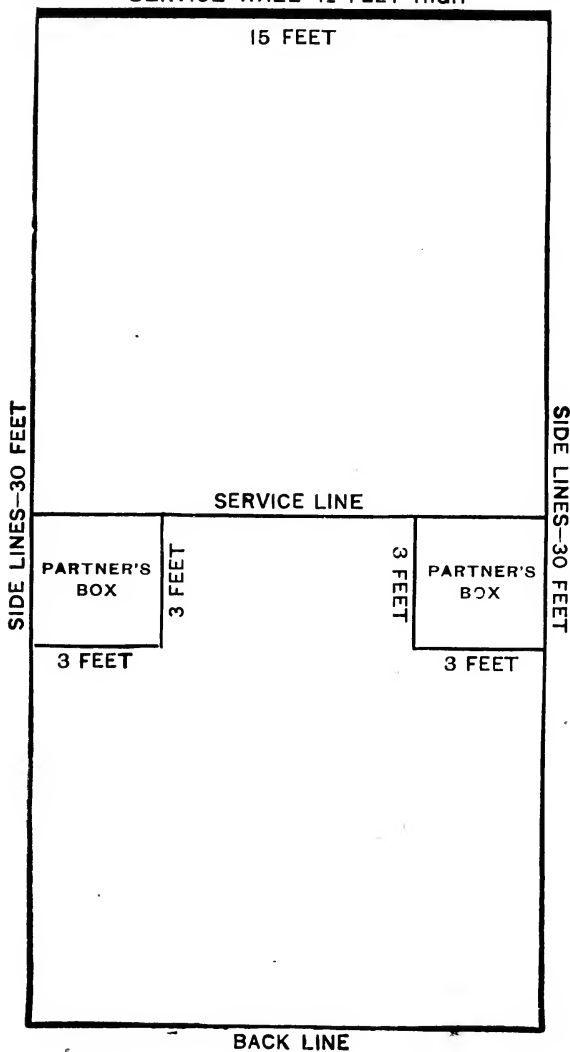 15 FEET
SIDE LINES–30 FEET
SIDE LINES–30 FEET
SERVICE LINE
PARTNER'S
BOX
3 FEET
3 FEET
PARTNER'S
BOX
3 FEET
3 FEET
BACK LINE